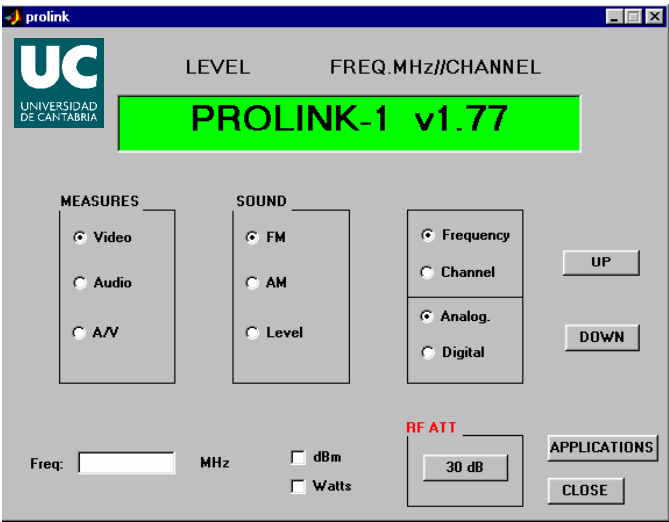 prolink
UC
UNIVERSIDAD
DE CANTABRIA
LEVEL FREQ.MHz//CHANNEL
PROLINK-1 v1.77
MEASURES
Video
Audio
A/V
SOUND
FM
AM
Level
Frequency
Channel
Analog.
Digital
UP
DOWN
Freq: MHz
dBm
Watts
RF ATT
30 dB
APPLICATIONS
CLOSE